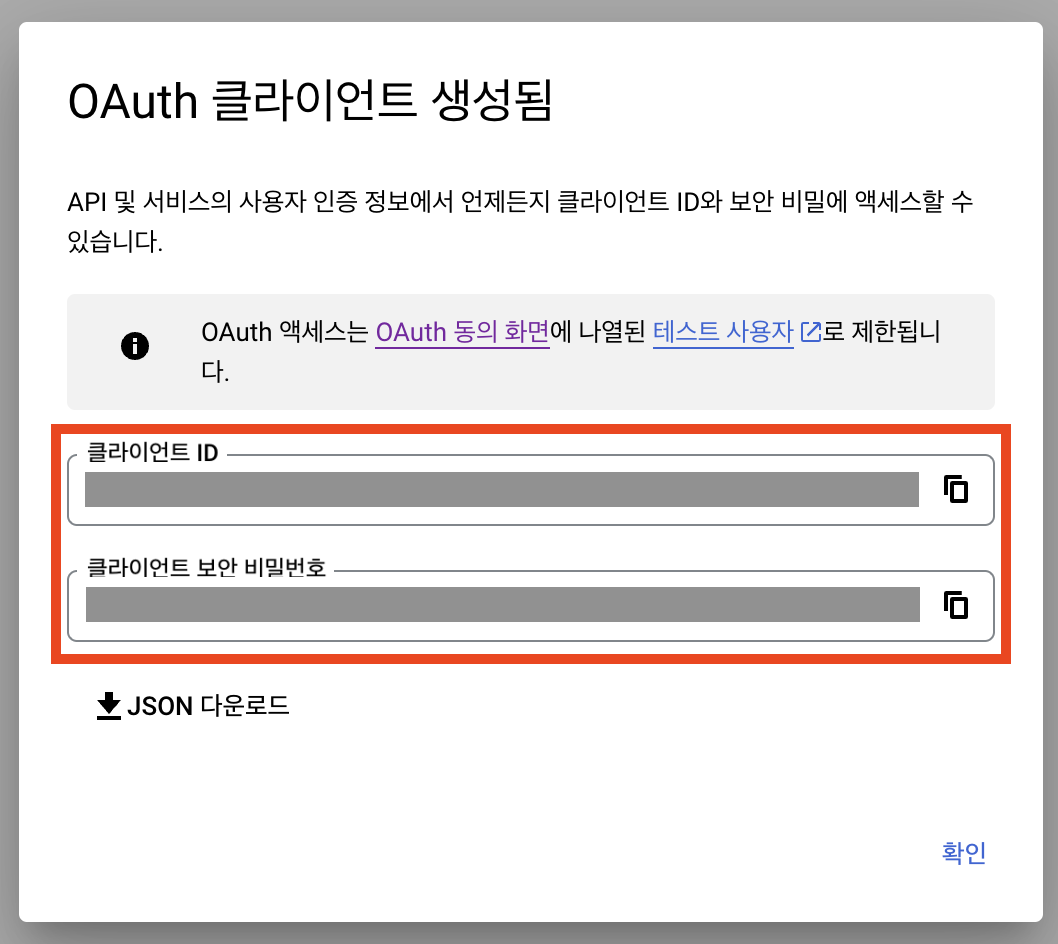 OAuth 클라이언트 생성됨
API 및 서비스의 사용자 인증 정보에서 언제든지 클라이언트 ID와 보안 비밀에 액세스할 수
있습니다.
OAuth 액세스는 OAuth 동의 화면에 나열된 테스트 사용자로 제한됩니
다.
클라이언트 ID
클라이언트 보안 비밀번호
JSON 다운로드
확인